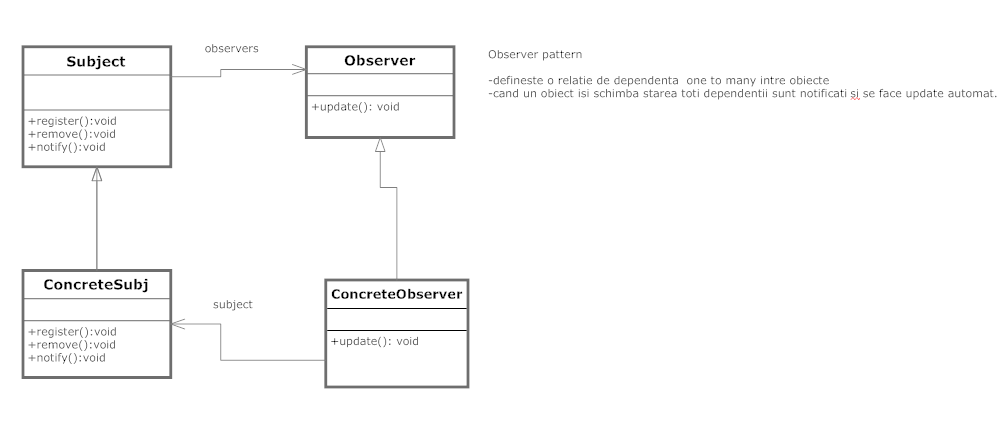 Subject
+register():void
+remove():void
+notify():void
observers
Observer
+update(): void
Observer pattern
-defineste o relatie de dependenta one to many intre obiecte
-cand un obiect isi schimba starea toti dependentii sunt notificati si se face update automat.
ConcreteSubj
+register():void
+remove():void
+notify():void
subject
ConcreteObserver
+update(): void